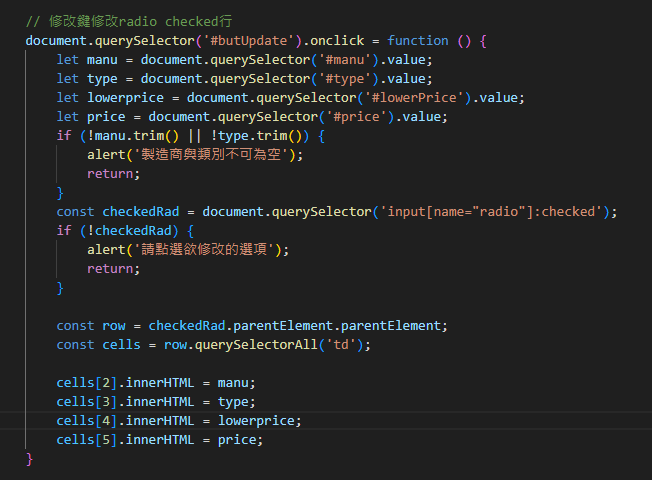 // 修改鍵修改radio checked行
document.querySelector('#butUpdate').onclick = function () {
let manu = document.querySelector('#manu').value;
let type = document.querySelector('#type').value;
let lowerprice = document.querySelector('#lowerPrice').value;
let price = document.querySelector('#price').value;
if (!manu.trim() || !type.trim()) {
alert('製造商與類別不可為空');
return;
}
const checkedRad = document.querySelector('input[name="radio"]:checked');
if (!checkedRad) {
alert('請點選欲修改的選項');
return;
}
const row = checkedRad.parentElement.parentElement;
const cells = row.querySelectorAll('td');
cells[2].innerHTML = manu;
cells[3].innerHTML = type;
cells[4].innerHTML = lowerprice;
cells[5].innerHTML = price;
}